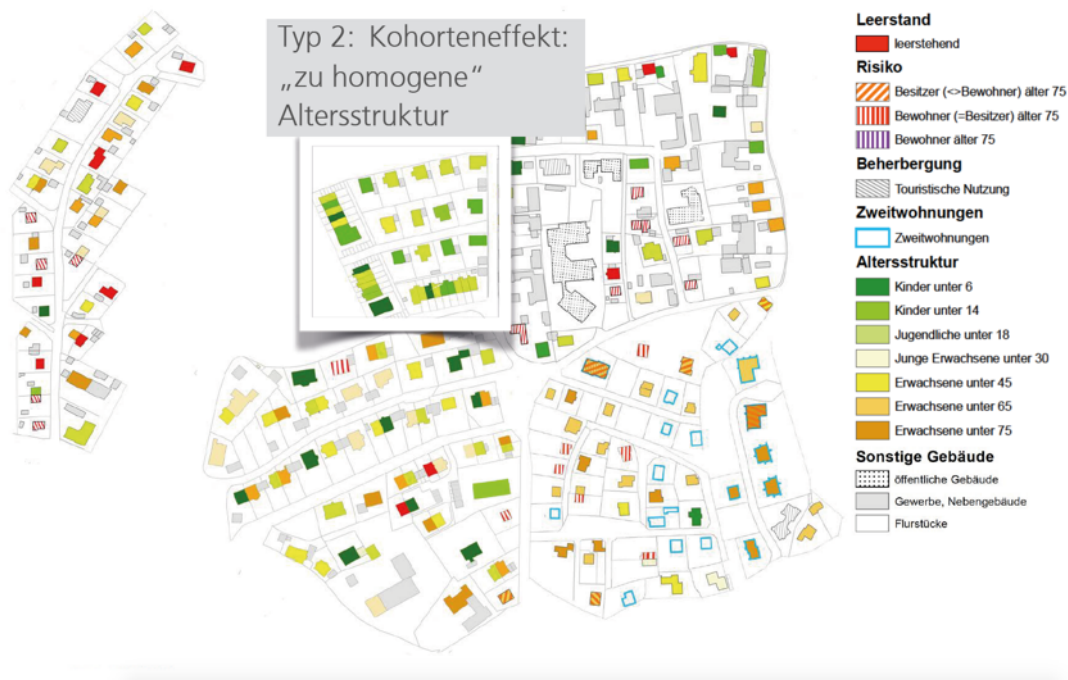 Typ 2: Kohorteneffekt:
„zu homogene“
Altersstruktur
Leerstand
leerstehend
Risiko
Besitzer (<>Bewohner) älter 75
Bewohner (=Besitzer) älter 75
Bewohner älter 75
Beherbergung
Touristische Nutzung
Zweitwohnungen
Zweitwohnungen
Altersstruktur
Kinder unter 6
Kinder unter 14
Jugendliche unter 18
Junge Erwachsene unter 30
Erwachsene unter 45
Erwachsene unter 65
Erwachsene unter 75
Sonstige Gebäude
öffentliche Gebäude
Gewerbe, Nebengebäude
Flurstücke